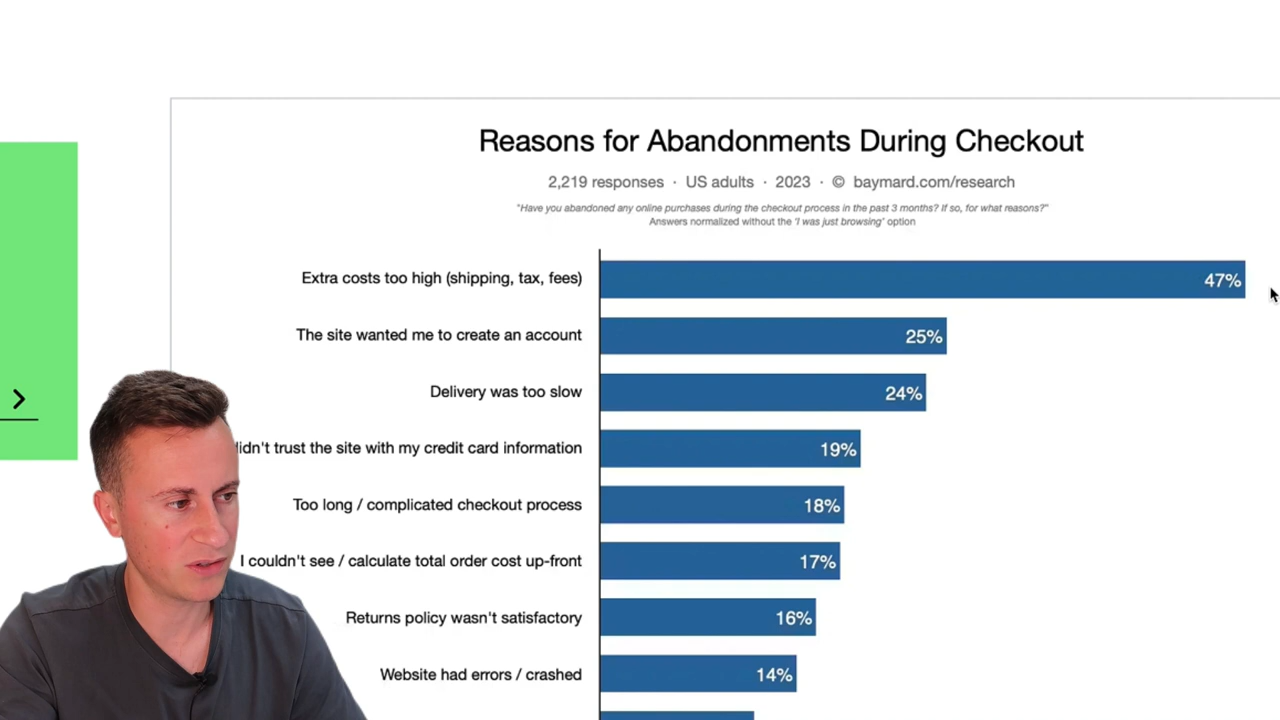 Reasons for Abandonments During Checkout
2,219 responses · US adults · 2023 · © baymard.com/research
"Have you abandoned any online purchases during the checkout process in the past 3 months? If so, for what reasons?"
Answers normalized without the 'I was just browsing' option
Extra costs too high (shipping, tax, fees) 47%
The site wanted me to create an account 25%
Delivery was too slow 24%
trust the site with my credit card information 19%
Too long / complicated checkout process 18%
I couldn't see / calculate total order cost up-front 17%
Returns policy wasn't satisfactory 16%
Website had errors / crashed 14%